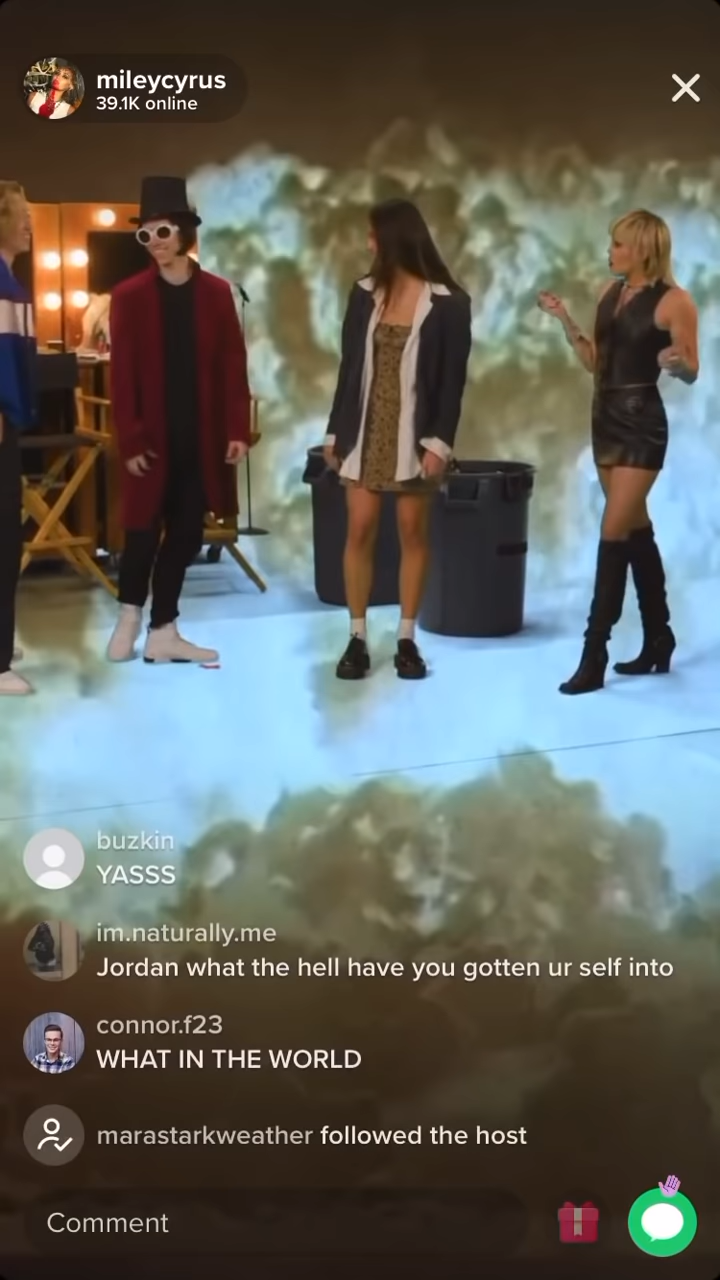 mileycyrus
39.1K online
buzkin
YASSS
im.naturally.me
Jordan what the hell have you gotten ur self into
connor.f23
WHAT IN THE WORLD
marastarkweather followed the host
Comment